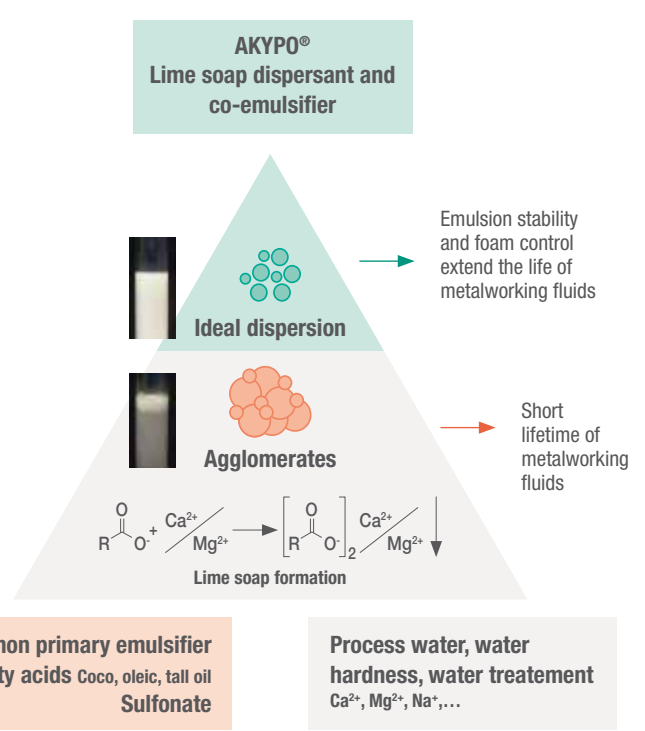 AKYPO®
Lime soap dispersant and
co-emulsifier
Emulsion stability
and foam control
extend the life of
metalworking fluids
Ideal dispersion
Short
lifetime of
metalworking
fluids
Agglomerates
R O O⁻ + Ca²⁺/Mg²⁺ → [R O O⁻]₂ Ca²⁺/Mg²⁺ ↓
Lime soap formation
primary emulsifier
acids Coco, oleic, tall oil
Sulfonate
Process water, water
hardness, water treatement
Ca²⁺, Mg²⁺, Na⁺,…